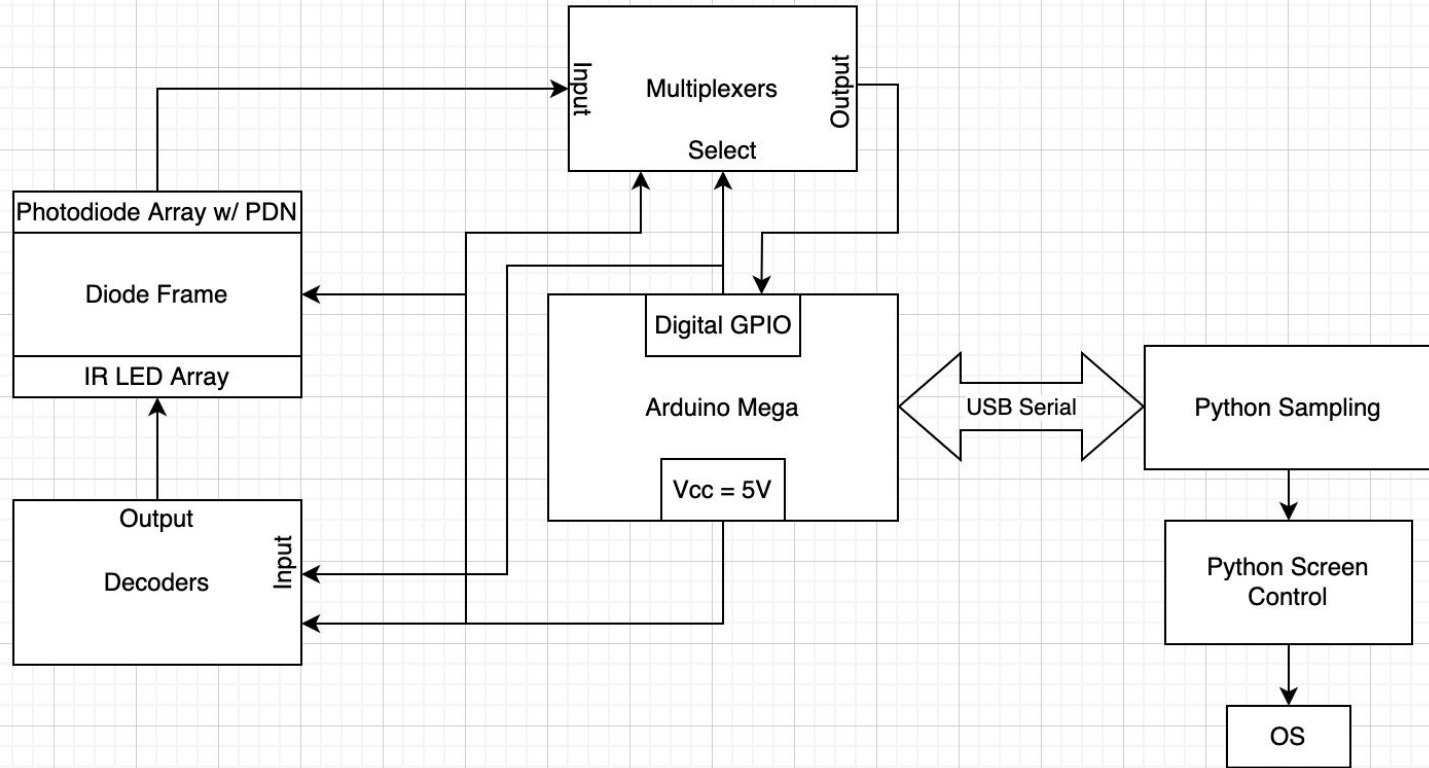 Input
Multiplexers
Output
Select
Photodiode Array w/ PDN
Diode Frame
IR LED Array
Digital GPIO
Arduino Mega
Vcc = 5V
USB Serial
Python Sampling
Output
Input
Decoders
Python Screen
Control
OS